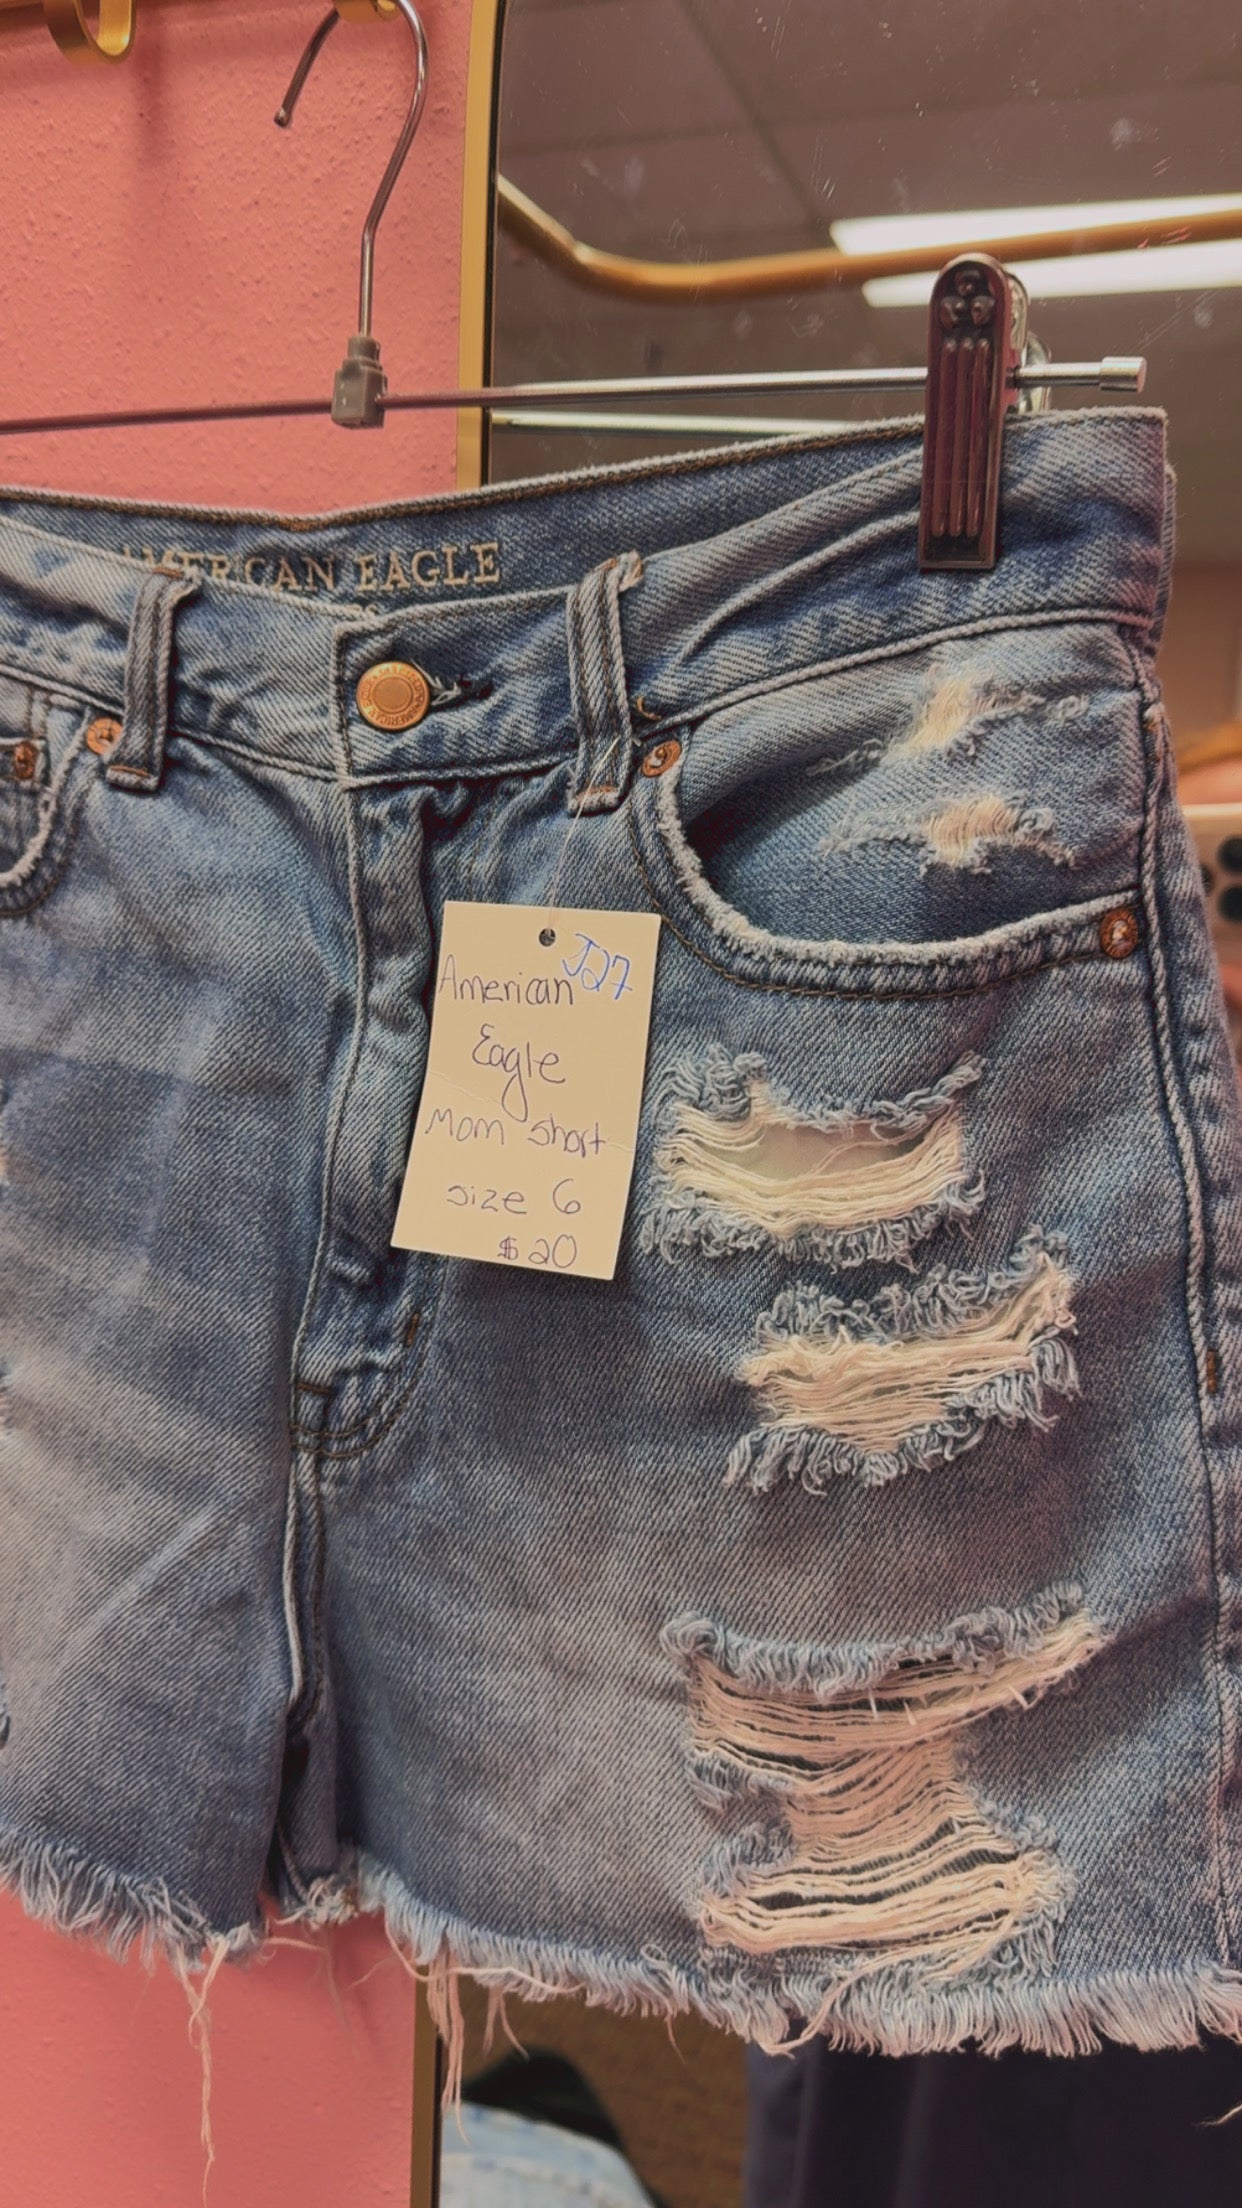 AMERICAN EAGLE
J27
American
Eagle
Mom Short
size 6
$20